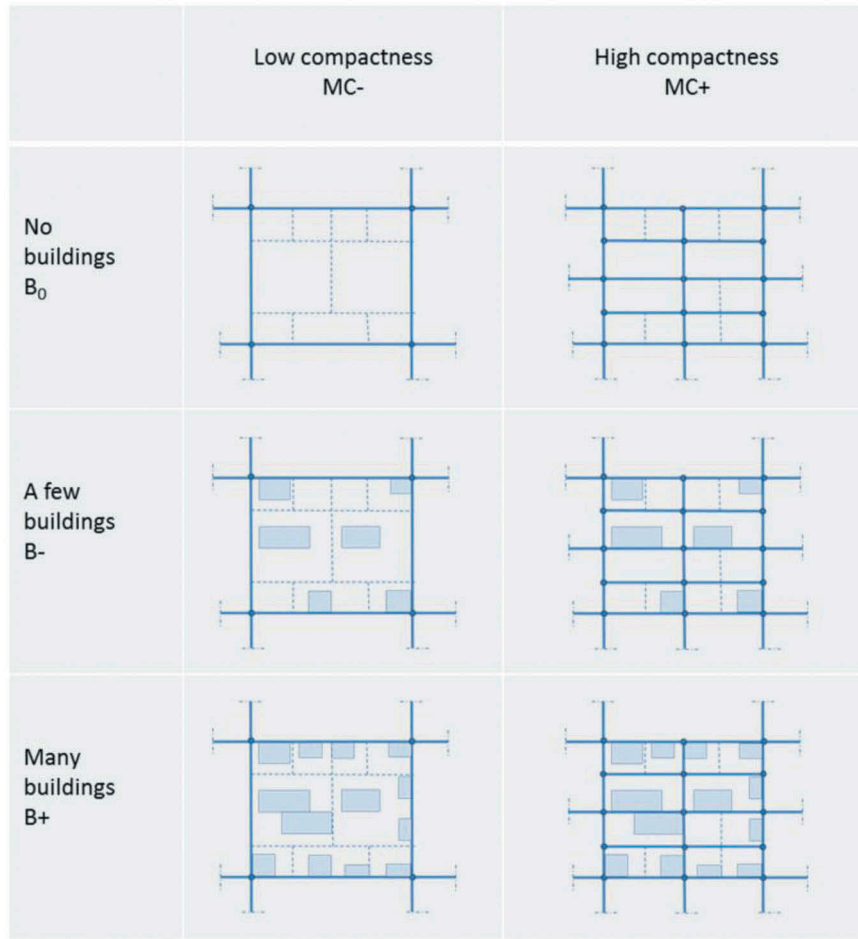 Low compactness
MC-
High compactness
MC+
No
buildings
B₀
A few
buildings
B-
Many
buildings
B+